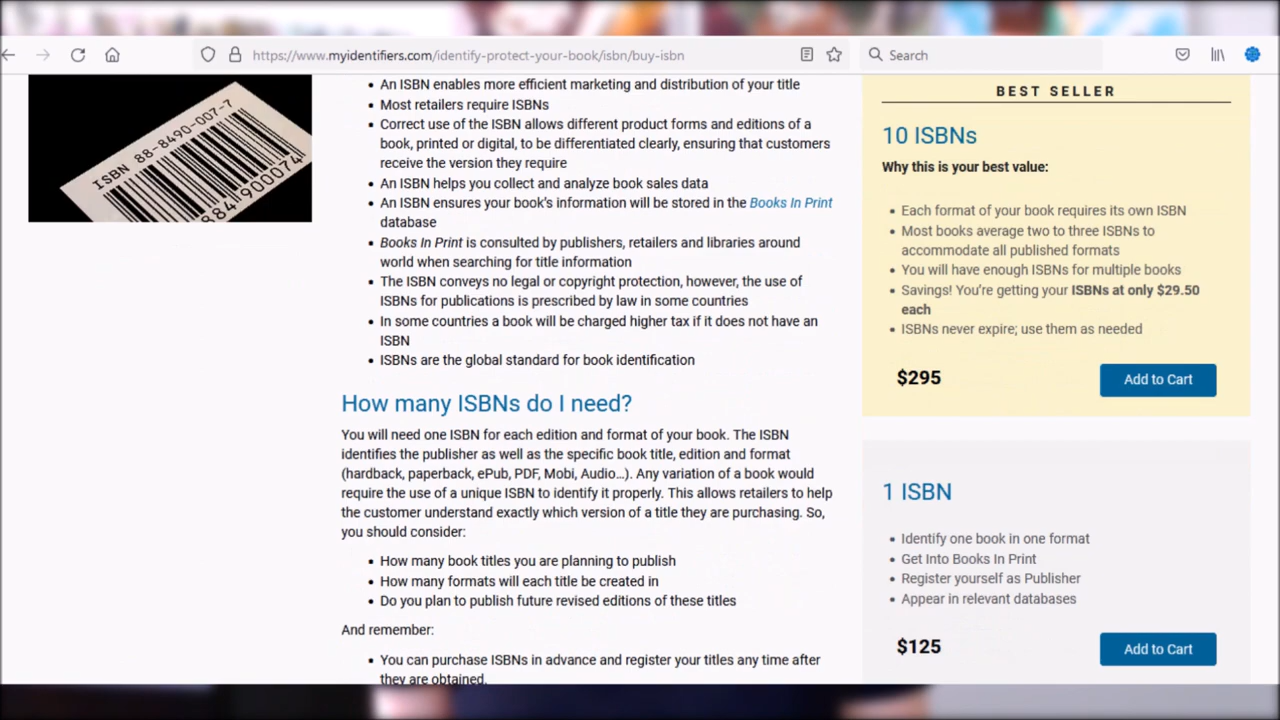 https://www.myidentifiers.com/identify-protect-your-book/isbn/buy-isbn
Search
ISBN 88-8490-007-7
An ISBN enables more efficient marketing and distribution of your title
Most retailers require ISBNs
Correct use of the ISBN allows different product forms and editions of a
book, printed or digital, to be differentiated clearly, ensuring that customers
receive the version they require
An ISBN helps you collect and analyze book sales data
An ISBN ensures your book's information will be stored in the Books In Print
database
Books In Print is consulted by publishers, retailers and libraries around
world when searching for title information
The ISBN conveys no legal or copyright protection, however, the use of
ISBNs for publications is prescribed by law in some countries
In some countries a book will be charged higher tax if it does not have an
ISBN
ISBNs are the global standard for book identification
How many ISBNs do I need?
You will need one ISBN for each edition and format of your book. The ISBN
identifies the publisher as well as the specific book title, edition and format
(hardback, paperback, ePub, PDF, Mobi, Audio…). Any variation of a book would
require the use of a unique ISBN to identify it properly. This allows retailers to help
the customer understand exactly which version of a title they are purchasing. So,
you should consider:
How many book titles you are planning to publish
How many formats will each title be created in
Do you plan to publish future revised editions of these titles
And remember:
You can purchase ISBNs in advance and register your titles any time after
they are obtained.
BEST SELLER
10 ISBNs
Why this is your best value:
Each format of your book requires its own ISBN
Most books average two to three ISBNs to
accommodate all published formats
You will have enough ISBNs for multiple books
Savings! You're getting your ISBNs at only $29.50
each
ISBNs never expire; use them as needed
$295
Add to Cart
1 ISBN
Identify one book in one format
Get Into Books In Print
Register yourself as Publisher
Appear in relevant databases
$125
Add to Cart